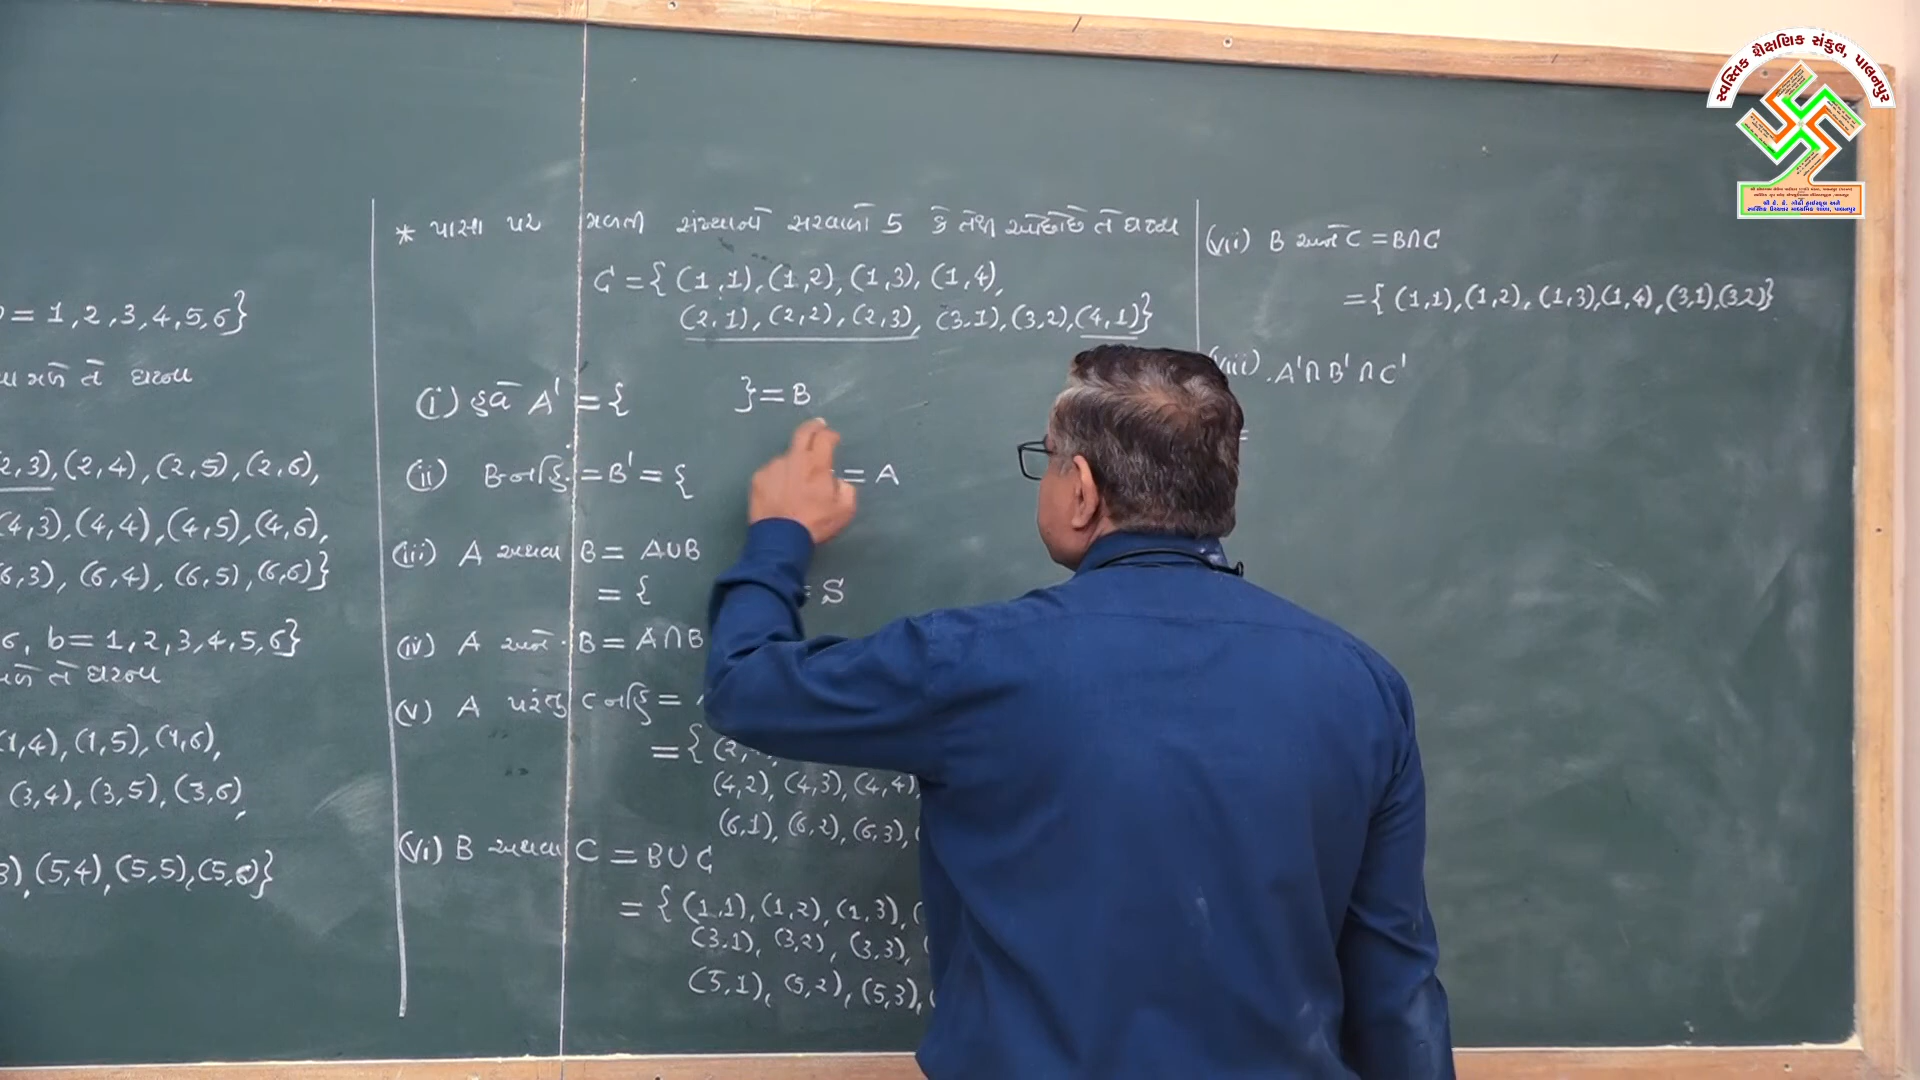 = 1, 2, 3, 4, 5, 6}
મળે તે ઘટના
2,3), (2,4), (2,5), (2,6),
(4,3), (4,4), (4,5), (4,6),
(6,3), (6,4), (6,5), (6,6)}
6, b = 1, 2, 3, 4, 5, 6}
તે ઘટના
(1,4), (1,5), (1,6),
(3,4), (3,5), (3,6),
3), (5,4), (5,5), (5,6)}
* પાસા પર મળતી સંખ્યાનો સરવાળો 5 કે તેથી ઓછો છે તે ઘટના
C = { (1,1), (1,2), (1,3), (1,4),
(2,1), (2,2), (2,3), (3,1), (3,2), (4,1)}
(i) હવે A' = { } = B
(ii) B નહિ = B' = { = A
(iii) A અથવા B = A∪B
= { = S
(iv) A અને B = A∩B
(v) A પરંતુ C નહિ =
= { (2,
(4,2), (4,3), (4,4),
(6,1), (6,2), (6,3),
(vi) B અથવા C = B∪C
= { (1,1), (1,2), (1,3),
(3,1), (3,2), (3,3),
(5,1), (5,2), (5,3),
(vii) B અને C = B∩C
= { (1,1), (1,2), (1,3), (1,4), (3,1), (3,2)}
(viii) A'∩B'∩C'
=
સ્વસ્તિક શૈક્ષણિક સંકુલ, પાલનપુર